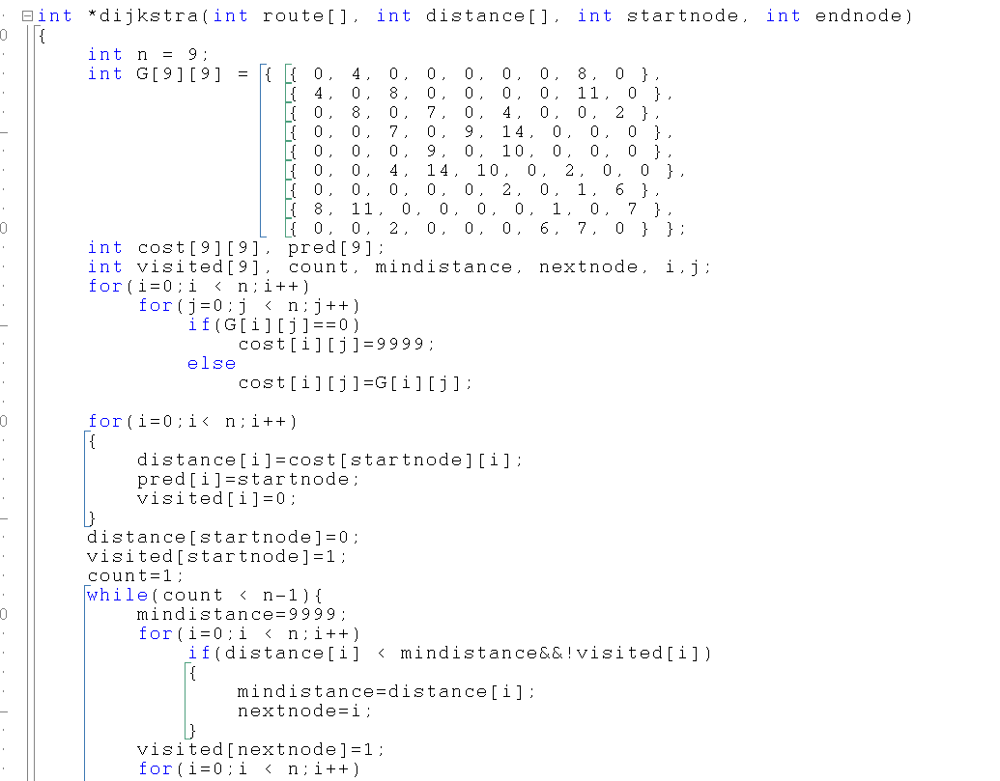 int *dijkstra(int route[], int distance[], int startnode, int endnode)
{
int n = 9;
int G[9][9] = { { 0, 4, 0, 0, 0, 0, 0, 8, 0 },
{ 4, 0, 8, 0, 0, 0, 0, 11, 0 },
{ 0, 8, 0, 7, 0, 4, 0, 0, 2 },
{ 0, 0, 7, 0, 9, 14, 0, 0, 0 },
{ 0, 0, 0, 9, 0, 10, 0, 0, 0 },
{ 0, 0, 4, 14, 10, 0, 2, 0, 0 },
{ 0, 0, 0, 0, 0, 2, 0, 1, 6 },
{ 8, 11, 0, 0, 0, 0, 1, 0, 7 },
{ 0, 0, 2, 0, 0, 0, 6, 7, 0 } };
int cost[9][9], pred[9];
int visited[9], count, mindistance, nextnode, i,j;
for(i=0;i < n;i++)
for(j=0;j < n;j++)
if(G[i][j]==0)
cost[i][j]=9999;
else
cost[i][j]=G[i][j];
for(i=0;i< n;i++)
{
distance[i]=cost[startnode][i];
pred[i]=startnode;
visited[i]=0;
}
distance[startnode]=0;
visited[startnode]=1;
count=1;
while(count < n-1){
mindistance=9999;
for(i=0;i < n;i++)
if(distance[i] < mindistance&&!visited[i])
{
mindistance=distance[i];
nextnode=i;
}
visited[nextnode]=1;
for(i=0;i < n;i++)